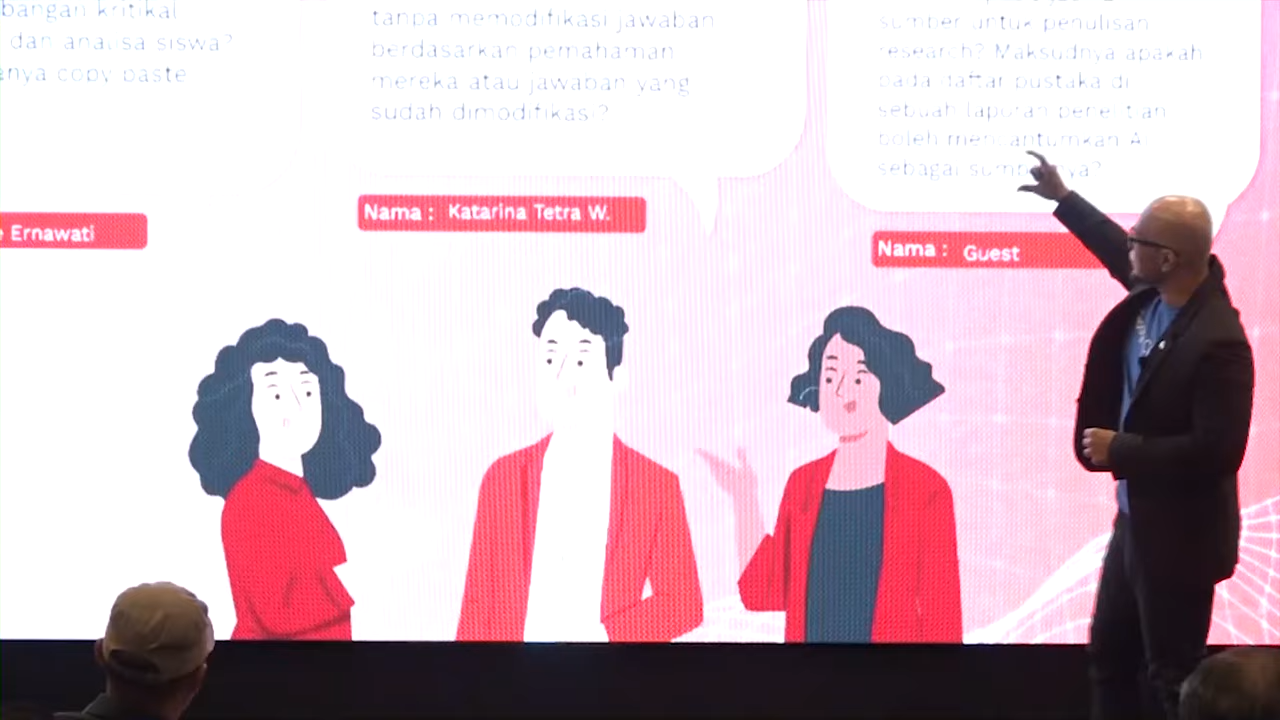 bangan kritikal
dan analisa siswa?
anya copy paste
Ernawati
tanpa memodifikasi jawaban
berdasarkan pemahaman
mereka atau jawaban yang
sudah dimodifikasi?
Nama : Katarina Tetra W.
sumber untuk penulisan
research? Maksudnya apakah
pada daftar pustaka di
sebuah laporan penelitian
boleh mencantumkan AI
sebagai sumbernya?
Nama : Guest